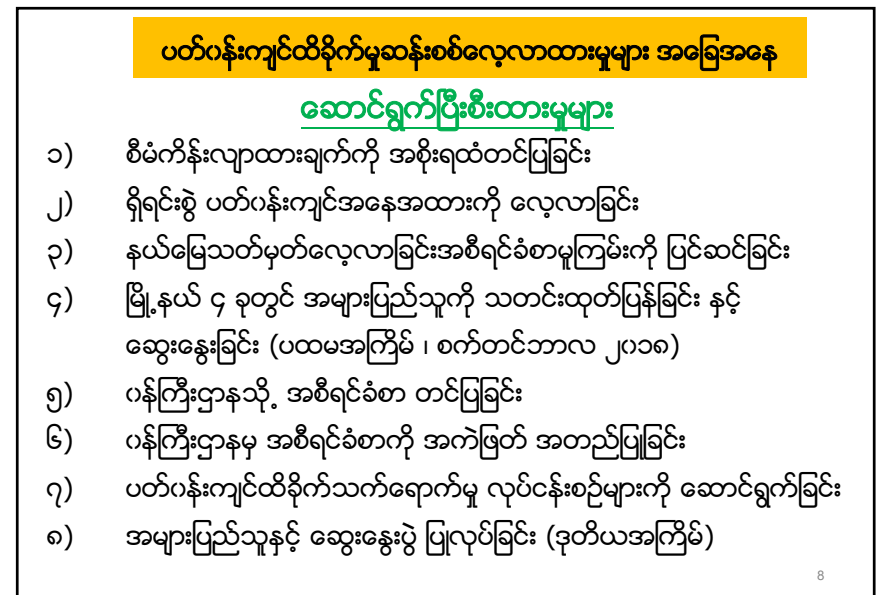 ပတ်ဝန်းကျင်ထိခိုက်မှုဆန်းစစ်လေ့လာထားမှုများ အခြေအနေ
ဆောင်ရွက်ပြီးစီးထားမှုများ
၁) စီမံကိန်းလျာထားချက်ကို အစိုးရထံတင်ပြခြင်း
၂) ရှိရင်းစွဲ ပတ်ဝန်းကျင်အနေအထားကို လေ့လာခြင်း
၃) နယ်မြေသတ်မှတ်လေ့လာခြင်းအစီရင်ခံစာမူကြမ်းကို ပြင်ဆင်ခြင်း
၄) မြို့နယ် ၄ ခုတွင် အများပြည်သူကို သတင်းထုတ်ပြန်ခြင်း နှင့်
ဆွေးနွေးခြင်း (ပထမအကြိမ် ၊ စက်တင်ဘာလ ၂၀၁၈)
၅) ဝန်ကြီးဌာနသို့ အစီရင်ခံစာ တင်ပြခြင်း
၆) ဝန်ကြီးဌာနမှ အစီရင်ခံစာကို အကဲဖြတ် အတည်ပြုခြင်း
၇) ပတ်ဝန်းကျင်ထိခိုက်သက်ရောက်မှု လုပ်ငန်းစဉ်များကို ဆောင်ရွက်ခြင်း
၈) အများပြည်သူနှင့် ဆွေးနွေးပွဲ ပြုလုပ်ခြင်း (ဒုတိယအကြိမ်)
8